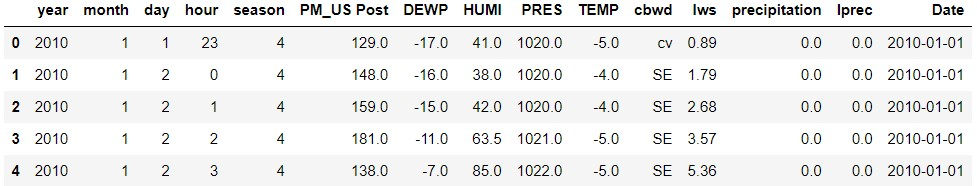 year month day hour season PM_US Post DEWP HUMI PRES TEMP cbwd Iws precipitation Iprec Date
0 2010 1 1 23 4 129.0 -17.0 41.0 1020.0 -5.0 cv 0.89 0.0 0.0 2010-01-01
1 2010 1 2 0 4 148.0 -16.0 38.0 1020.0 -4.0 SE 1.79 0.0 0.0 2010-01-01
2 2010 1 2 1 4 159.0 -15.0 42.0 1020.0 -4.0 SE 2.68 0.0 0.0 2010-01-01
3 2010 1 2 2 4 181.0 -11.0 63.5 1021.0 -5.0 SE 3.57 0.0 0.0 2010-01-01
4 2010 1 2 3 4 138.0 -7.0 85.0 1022.0 -5.0 SE 5.36 0.0 0.0 2010-01-01